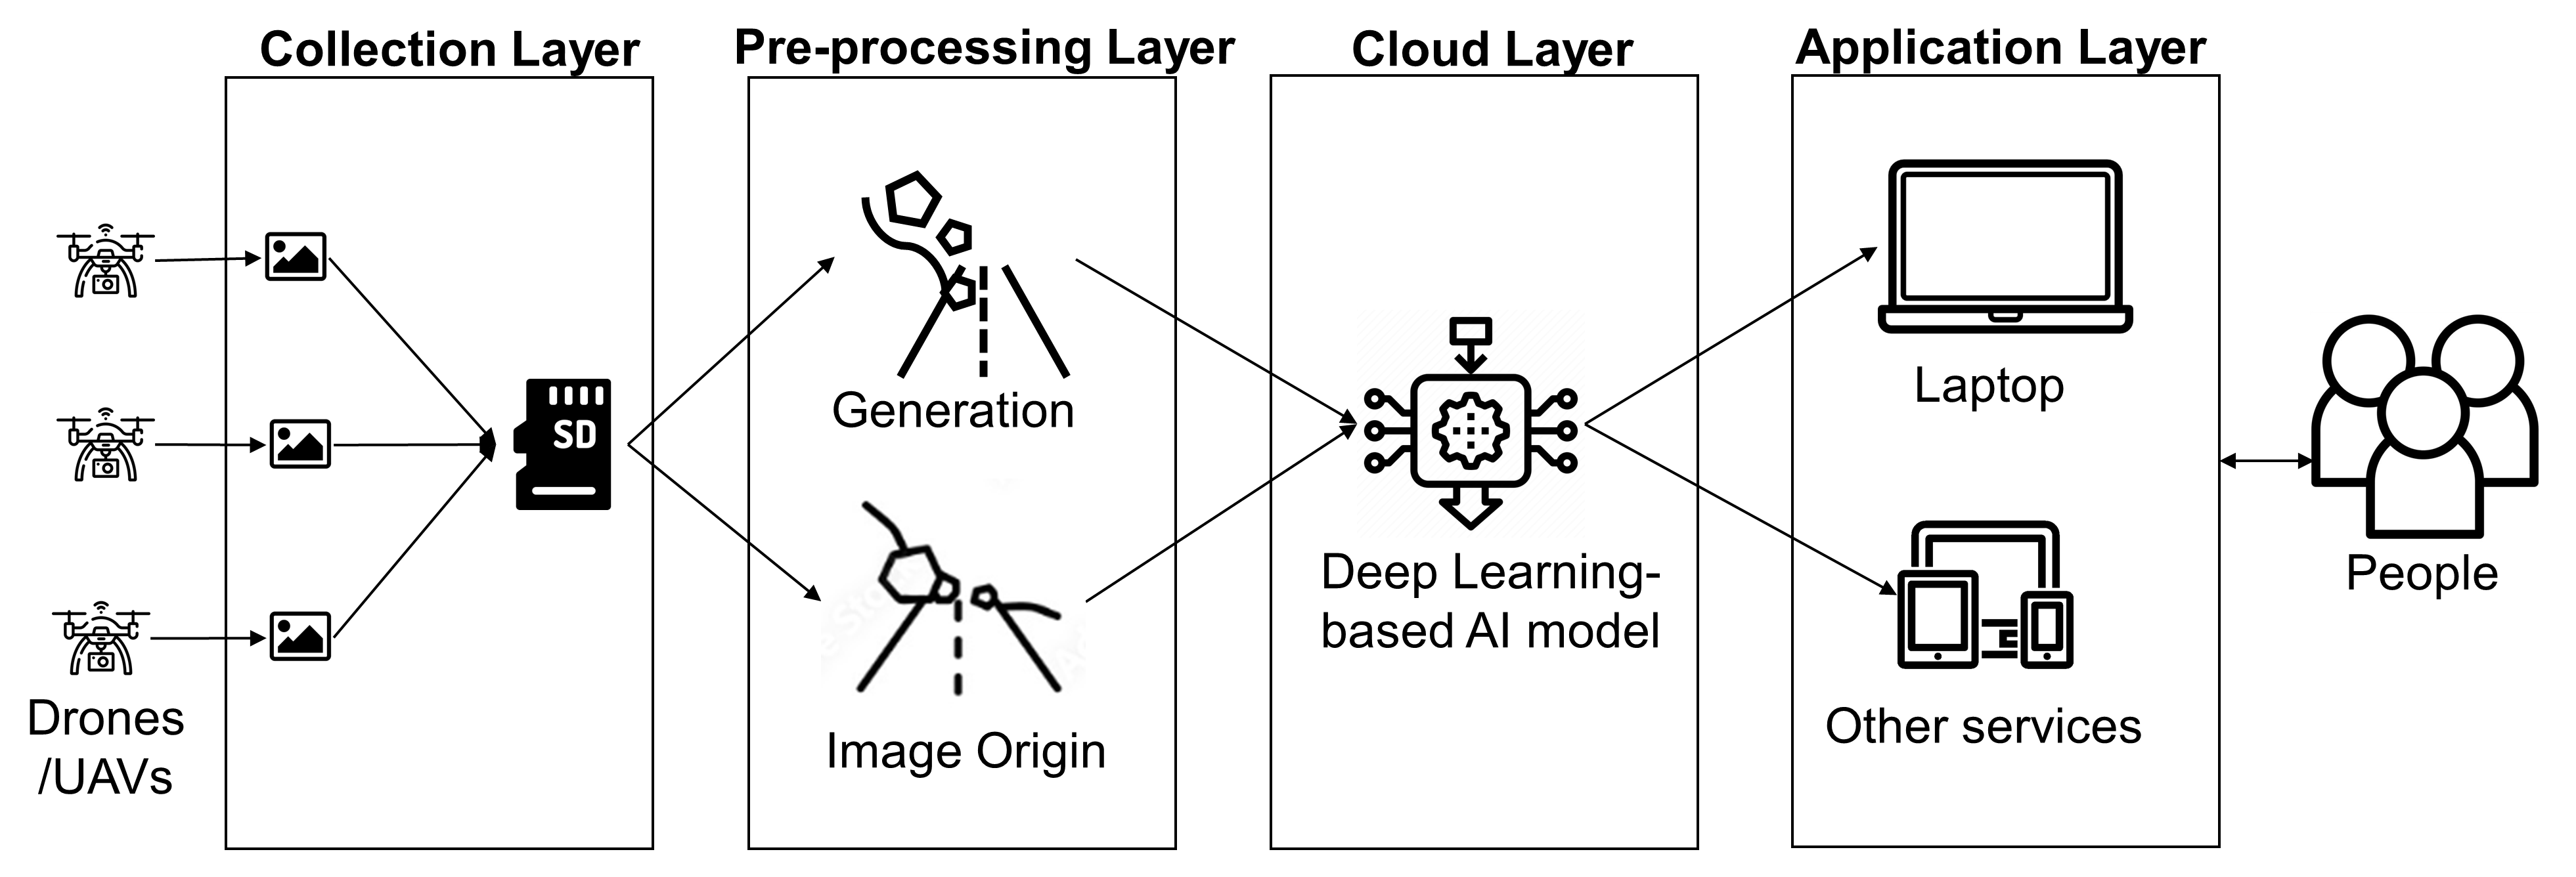 Collection Layer
Pre-processing Layer
Cloud Layer
Application Layer
SD
Generation
Image Origin
Deep Learning-
based AI model
Laptop
Other services
Drones
/UAVs
People